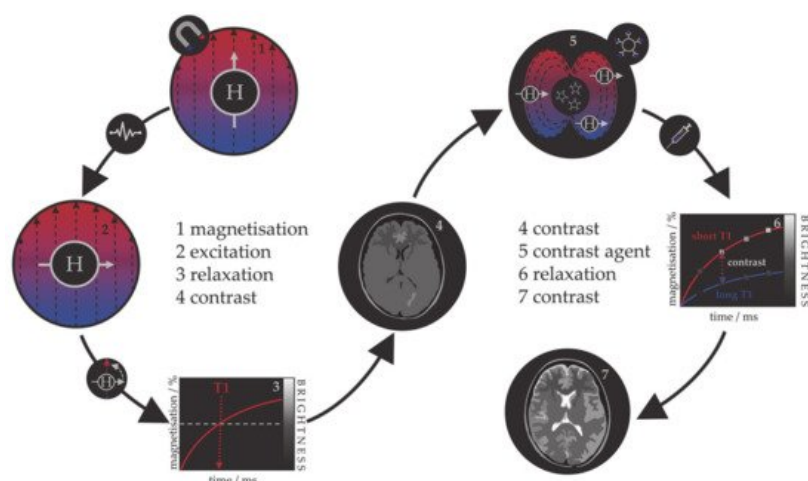 1
H
2
H
1 magnetisation
2 excitation
3 relaxation
4 contrast
H
T1
3
magnetisation / %
time / ms
BRIGHTNESS
4
5
H
H
H
4 contrast
5 contrast agent
6 relaxation
7 contrast
6
short T1
contrast
long T1
magnetisation / %
time / ms
BRIGHTNESS
7